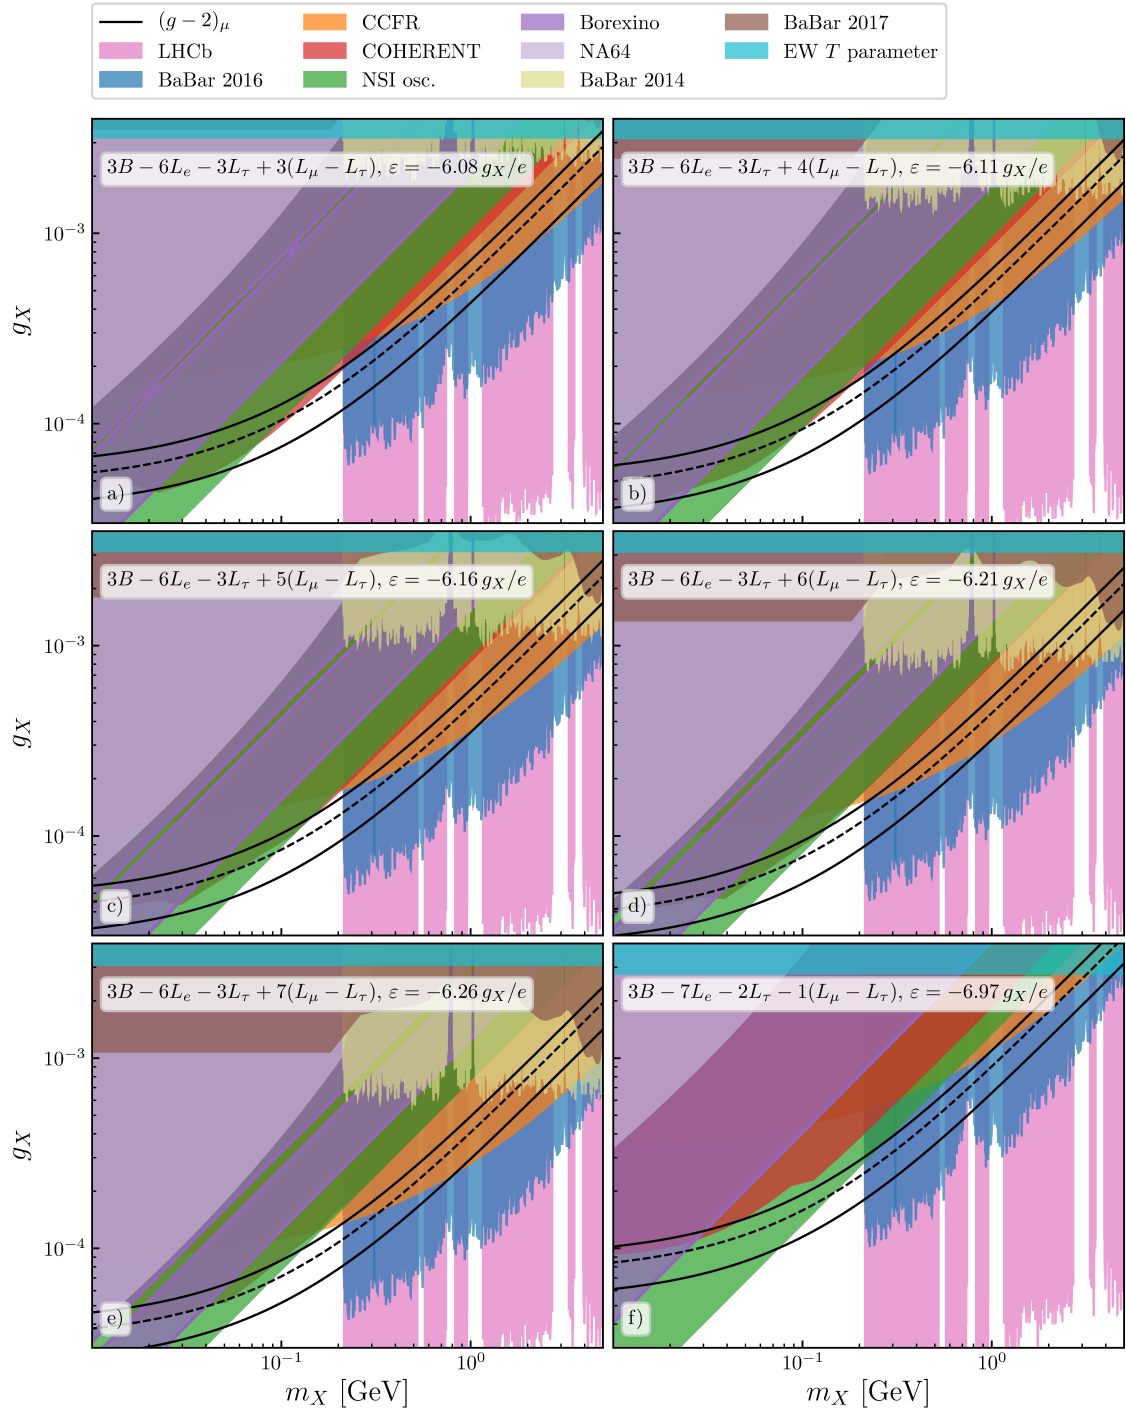 (g − 2)μ CCFR Borexino BaBar 2017
LHCb COHERENT NA64 EW T parameter
BaBar 2016 NSI osc. BaBar 2014
3B − 6Le − 3Lτ + 3(Lμ − Lτ), ε = −6.08 gX/e
3B − 6Le − 3Lτ + 4(Lμ − Lτ), ε = −6.11 gX/e
10⁻³
gX
10⁻⁴
a)
b)
3B − 6Le − 3Lτ + 5(Lμ − Lτ), ε = −6.16 gX/e
3B − 6Le − 3Lτ + 6(Lμ − Lτ), ε = −6.21 gX/e
10⁻³
gX
10⁻⁴
c)
d)
3B − 6Le − 3Lτ + 7(Lμ − Lτ), ε = −6.26 gX/e
3B − 7Le − 2Lτ − 1(Lμ − Lτ), ε = −6.97 gX/e
10⁻³
gX
10⁻⁴
e)
f)
10⁻¹ 10⁰ 10⁻¹ 10⁰
mX [GeV] mX [GeV]